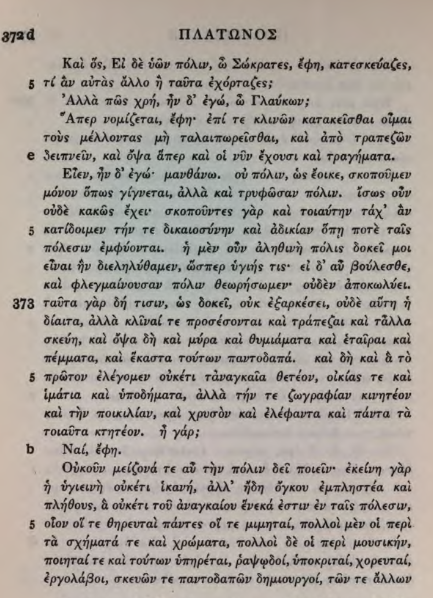 372d ΠΛΑΤΩΝΟΣ
Καὶ ὅς, Εἰ δὲ ὑῶν πόλιν, ὦ Σώκρατες, ἔφη, κατεσκεύαζες,
5 τί ἂν αὐτὰς ἄλλο ἢ ταῦτα ἐχόρταζες;
Ἀλλὰ πῶς χρή, ἦν δ' ἐγώ, ὦ Γλαύκων;
Ἅπερ νομίζεται, ἔφη· ἐπί τε κλινῶν κατακεῖσθαι οἶμαι
τοὺς μέλλοντας μὴ ταλαιπωρεῖσθαι, καὶ ἀπὸ τραπεζῶν
e δειπνεῖν, καὶ ὄψα ἅπερ καὶ οἱ νῦν ἔχουσι καὶ τραγήματα.
Εἶεν, ἦν δ' ἐγώ· μανθάνω. οὐ πόλιν, ὡς ἔοικε, σκοποῦμεν
μόνον ὅπως γίγνεται, ἀλλὰ καὶ τρυφῶσαν πόλιν. ἴσως οὖν
οὐδὲ κακῶς ἔχει· σκοποῦντες γὰρ καὶ τοιαύτην τάχ' ἂν
5 κατίδοιμεν τήν τε δικαιοσύνην καὶ ἀδικίαν ὅπῃ ποτὲ ταῖς
πόλεσιν ἐμφύονται. ἡ μὲν οὖν ἀληθινὴ πόλις δοκεῖ μοι
εἶναι ἣν διεληλύθαμεν, ὥσπερ ὑγιής τις· εἰ δ' αὖ βούλεσθε,
καὶ φλεγμαίνουσαν πόλιν θεωρήσωμεν· οὐδὲν ἀποκωλύει.
373 ταῦτα γὰρ δή τισιν, ὡς δοκεῖ, οὐκ ἐξαρκέσει, οὐδὲ αὕτη ἡ
δίαιτα, ἀλλὰ κλῖναί τε προσέσονται καὶ τράπεζαι καὶ τἆλλα
σκεύη, καὶ ὄψα δὴ καὶ μύρα καὶ θυμιάματα καὶ ἑταῖραι καὶ
πέμματα, καὶ ἕκαστα τούτων παντοδαπά. καὶ δὴ καὶ ἃ τὸ
5 πρῶτον ἐλέγομεν οὐκέτι τἀναγκαῖα θετέον, οἰκίας τε καὶ
ἱμάτια καὶ ὑποδήματα, ἀλλὰ τήν τε ζωγραφίαν κινητέον
καὶ τὴν ποικιλίαν, καὶ χρυσὸν καὶ ἐλέφαντα καὶ πάντα τὰ
τοιαῦτα κτητέον. ἦ γάρ;
b Ναί, ἔφη.
Οὐκοῦν μείζονά τε αὖ τὴν πόλιν δεῖ ποιεῖν· ἐκείνη γὰρ
ἡ ὑγιεινὴ οὐκέτι ἱκανή, ἀλλ' ἤδη ὄγκου ἐμπληστέα καὶ
πλήθους, ἃ οὐκέτι τοῦ ἀναγκαίου ἕνεκά ἐστιν ἐν ταῖς πόλεσιν,
5 οἷον οἵ τε θηρευταὶ πάντες οἵ τε μιμηταί, πολλοὶ μὲν οἱ περὶ
τὰ σχήματά τε καὶ χρώματα, πολλοὶ δὲ οἱ περὶ μουσικήν,
ποιηταί τε καὶ τούτων ὑπηρέται, ῥαψῳδοί, ὑποκριταί, χορευταί,
ἐργολάβοι, σκευῶν τε παντοδαπῶν δημιουργοί, τῶν τε ἄλλων